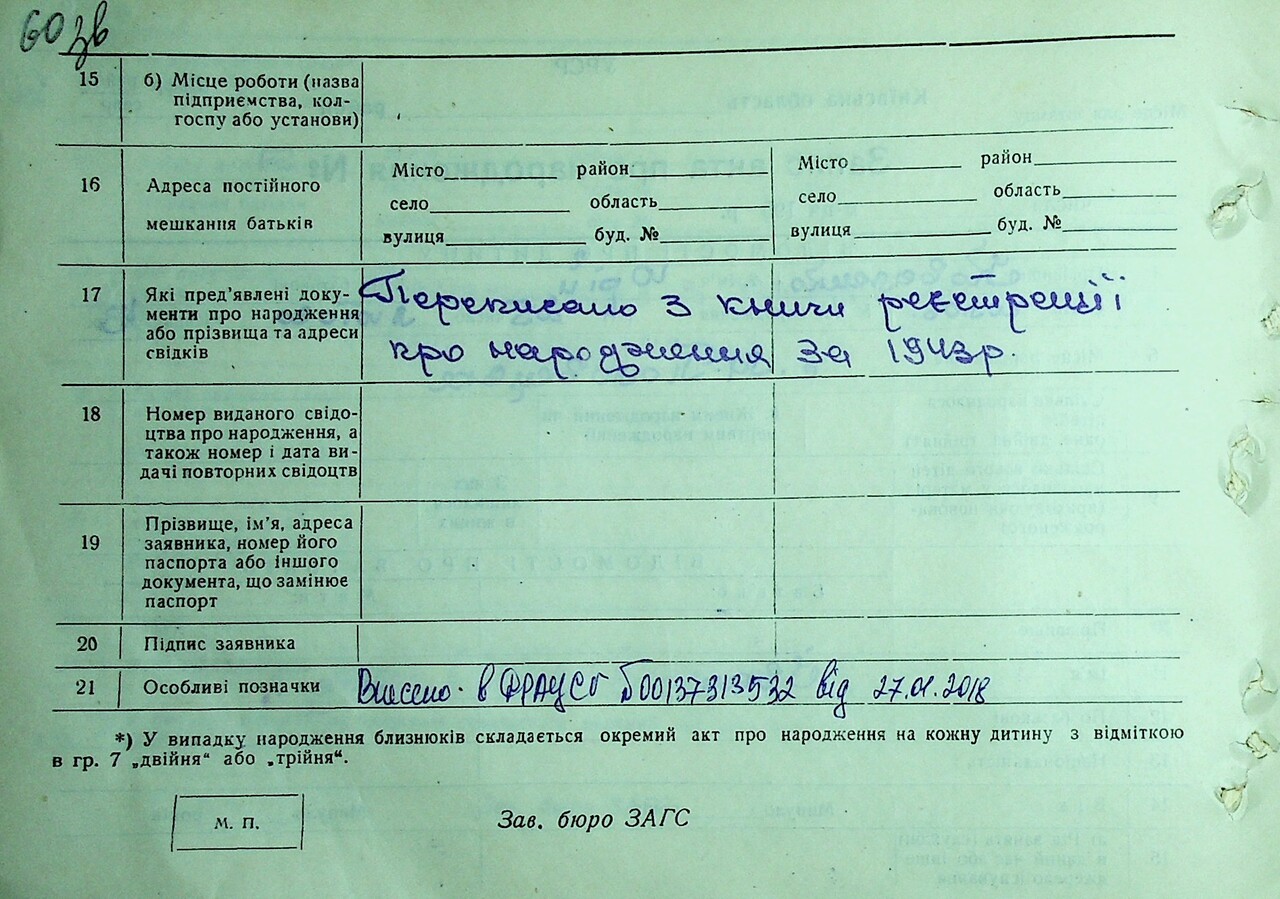 60 зв
15 б) Місце роботи (назва
підприємства, кол-
госпу або установи)
16 Адреса постійного
мешкання батьків
Місто район
село область
вулиця буд. №
Місто район
село область
вулиця буд. №
17 Які пред’явлені доку-
менти про народження
або прізвища та адреси
свідків
Переписано з книги реєстрації
про народження за 1943р
18 Номер виданого свідо-
цтва про народження, а
також номер і дата ви-
дачі повторних свідоцтв
19 Прізвище, ім’я, адреса
заявника, номер його
паспорта або іншого
документа, що замінює
паспорт
20 Підпис заявника
21 Особливі позначки
Внесено в ДРАЦСГ 00137313532 від 27.01.2018
*) У випадку народження близнюків складається окремий акт про народження на кожну дитину з відміткою
в гр. 7 „двійня“ або „трійня“.
М. П.
Зав. бюро ЗАГС